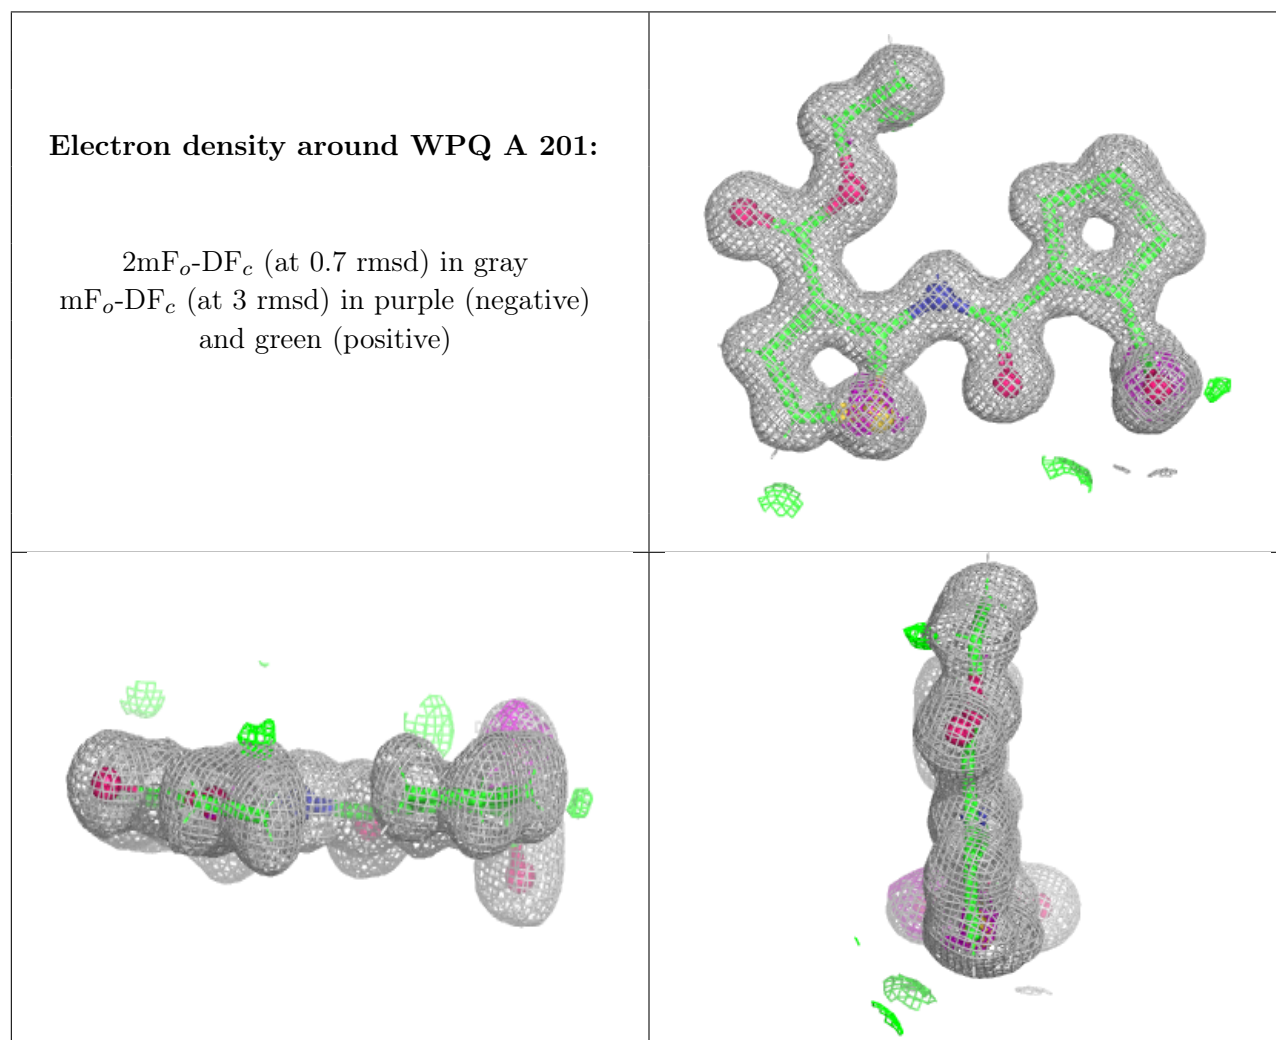 Electron density around WPQ A 201:
2mFo-DFc (at 0.7 rmsd) in gray
mFo-DFc (at 3 rmsd) in purple (negative)
and green (positive)